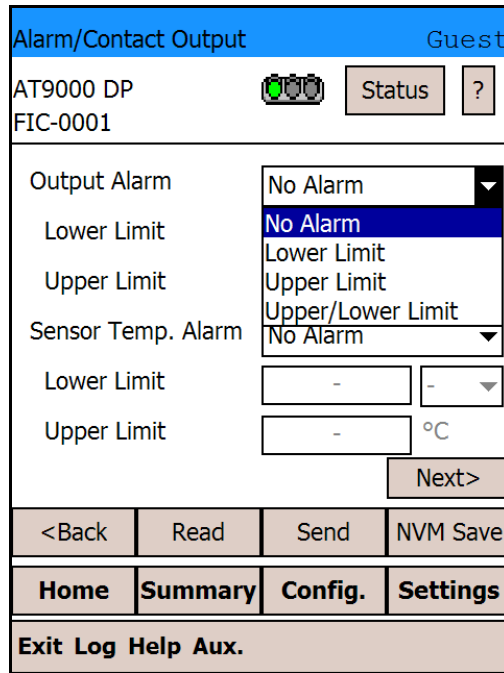 Alarm/Contact Output Guest
AT9000 DP
FIC-0001
Status ?
Output Alarm No Alarm
No Alarm
Lower Limit
Lower Limit
Upper Limit
Upper Limit
Upper/Lower Limit
Sensor Temp. Alarm No Alarm
Lower Limit - -
Upper Limit - °C
Next>
<Back Read Send NVM Save
Home Summary Config. Settings
Exit Log Help Aux.